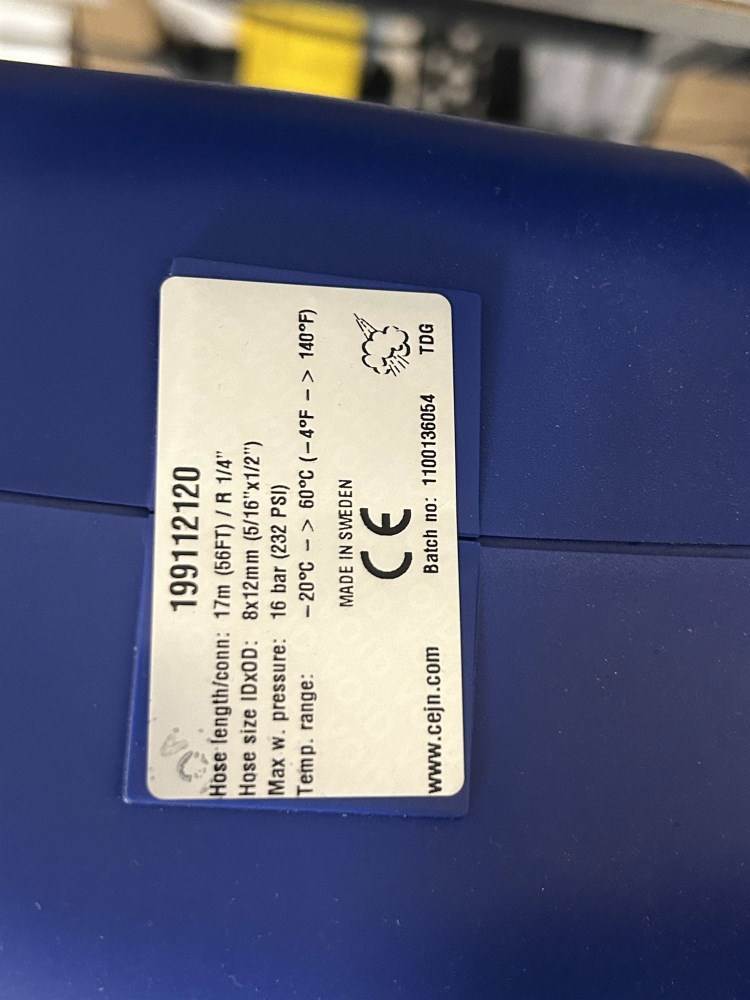 199112120
Hose length/conn: 17m (56FT) / R 1/4"
Hose size IDxOD: 8x12mm (5/16"x1/2")
Max w. pressure: 16 bar (232 PSI)
Temp. range: −20°C −> 60°C (−4°F −> 140°F)
MADE IN SWEDEN
CE
TDG
www.cejn.com Batch no: 1100136054